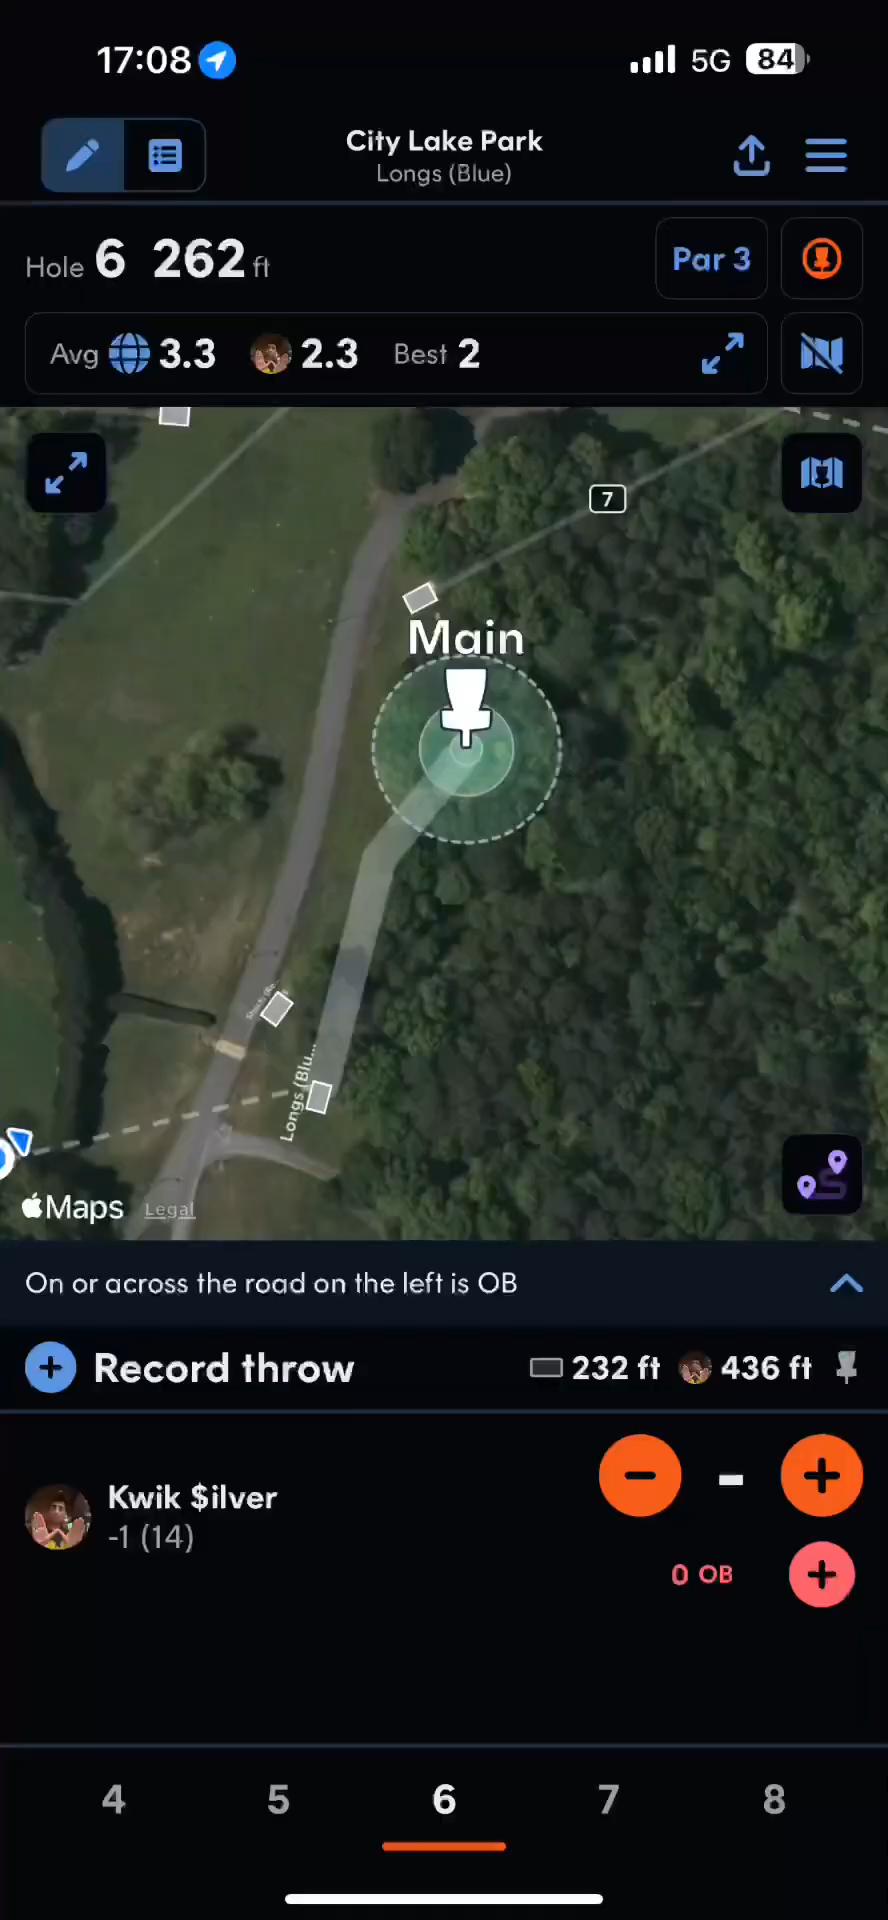 17:08
5G 84
City Lake Park
Longs (Blue)
Hole 6 262 ft
Par 3
Avg 3.3 2.3 Best 2
7
Main
Longs (Blu...
Maps Legal
On or across the road on the left is OB
Record throw 232 ft 436 ft
Kwik $ilver
-1 (14)
-
0 OB
4 5 6 7 8